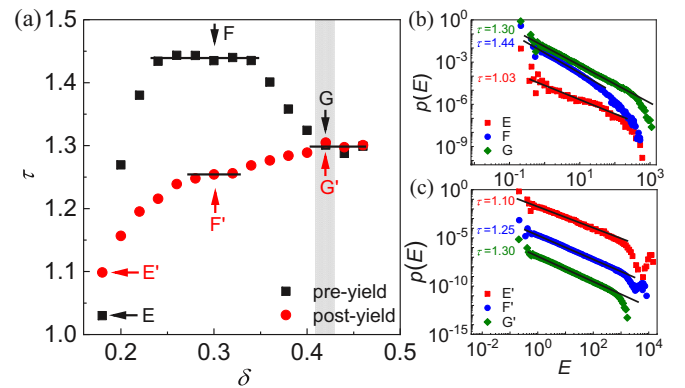 (a)
τ
1.5
1.4
1.3
1.2
1.1
1.0
F
G
G'
F'
E'
E
pre-yield
post-yield
0.2
0.3
0.4
0.5
δ
(b)
p(E)
10^0
10^-3
10^-6
10^-9
τ=1.30
τ=1.44
τ=1.03
E
F
G
10^-1
10^1
10^3
(c)
p(E)
10^0
10^-5
10^-10
10^-15
τ=1.10
τ=1.25
τ=1.30
E'
F'
G'
10^-2
10^0
10^2
10^4
E